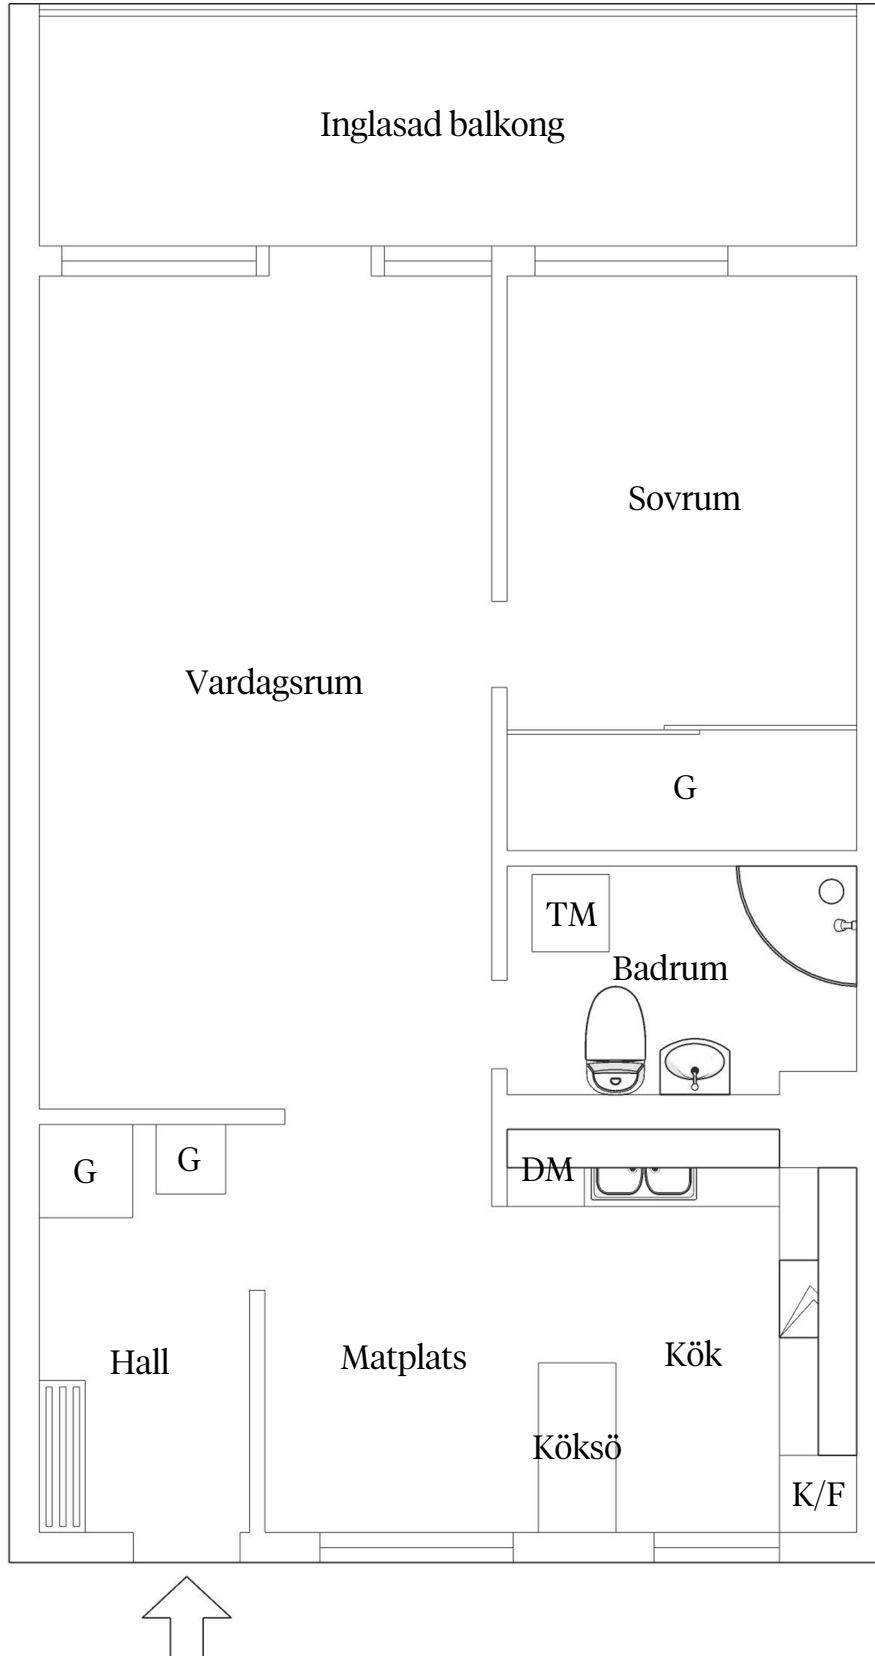 Inglasad balkong
Sovrum
Vardagsrum
G
TM
Badrum
G
G
DM
Hall
Matplats
Kök
Köksö
K/F